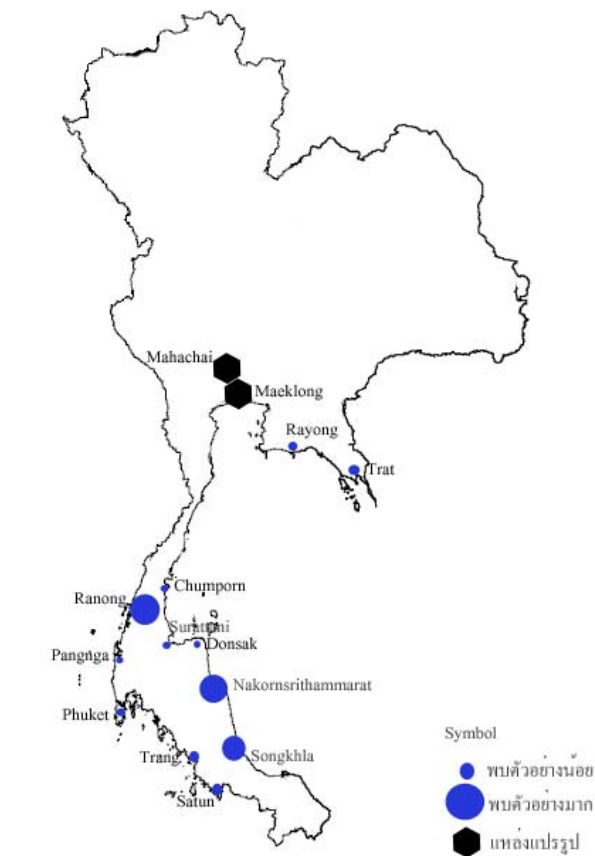 Mahachai
Maeklong
Rayong
Trat
Chumporn
Ranong
Donsak
Pangnga
Nakornsrithammarat
Phuket
Songkhla
Trang
Satun
Symbol
พบตัวอย่างน้อย
พบตัวอย่างมาก
แหล่งแปรรูป